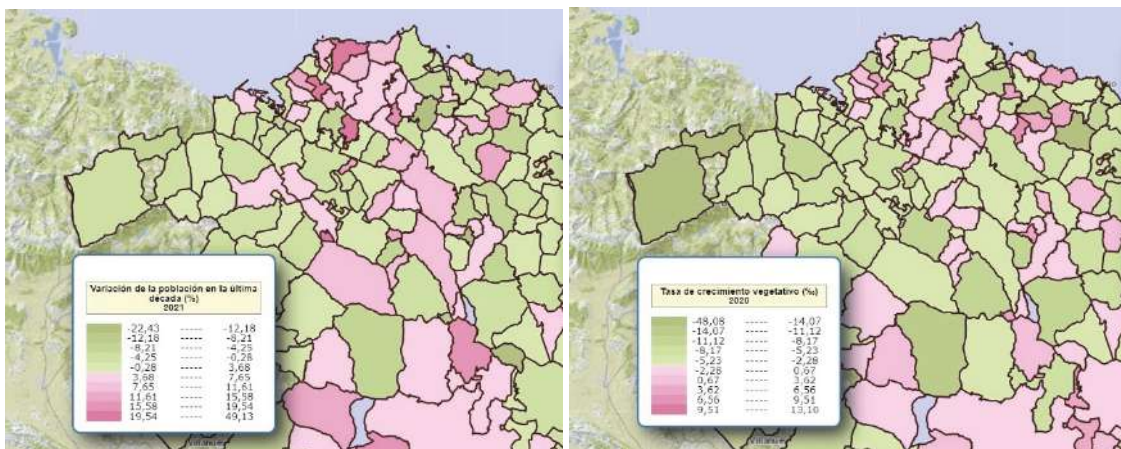 Variación de la población en la última
década (%)
2021
-22,43 ----- -12,18
-12,18 ----- -8,21
-8,21 ----- -4,25
-4,25 ----- -0,28
-0,28 ----- 3,68
3,68 ----- 7,65
7,65 ----- 11,61
11,61 ----- 15,58
15,58 ----- 19,54
19,54 ----- 49,13
Tasa de crecimiento vegetativo (‰)
2020
-48,08 ----- -14,07
-14,07 ----- -11,12
-11,12 ----- -8,17
-8,17 ----- -5,23
-5,23 ----- -2,28
-2,28 ----- 0,67
0,67 ----- 3,62
3,62 ----- 6,56
6,56 ----- 9,51
9,51 ----- 13,16